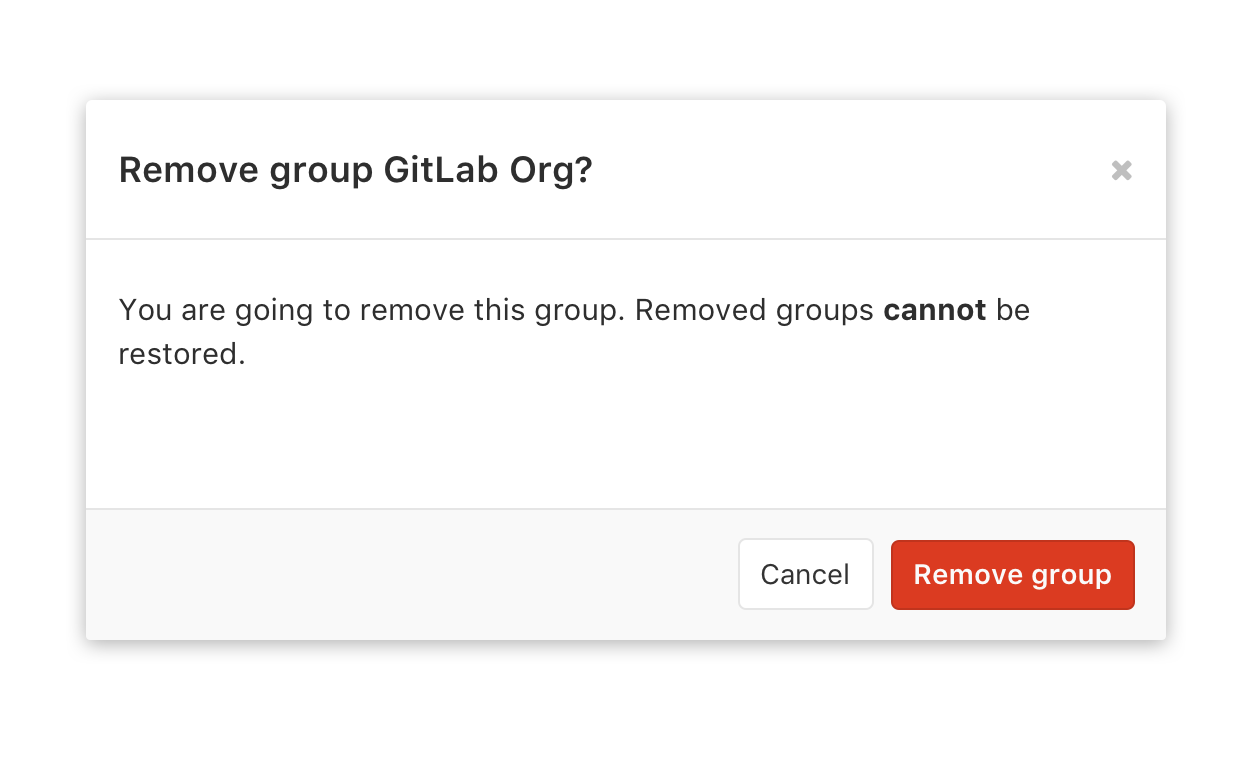 Remove group GitLab Org?
You are going to remove this group. Removed groups cannot be
restored.
Cancel
Remove group